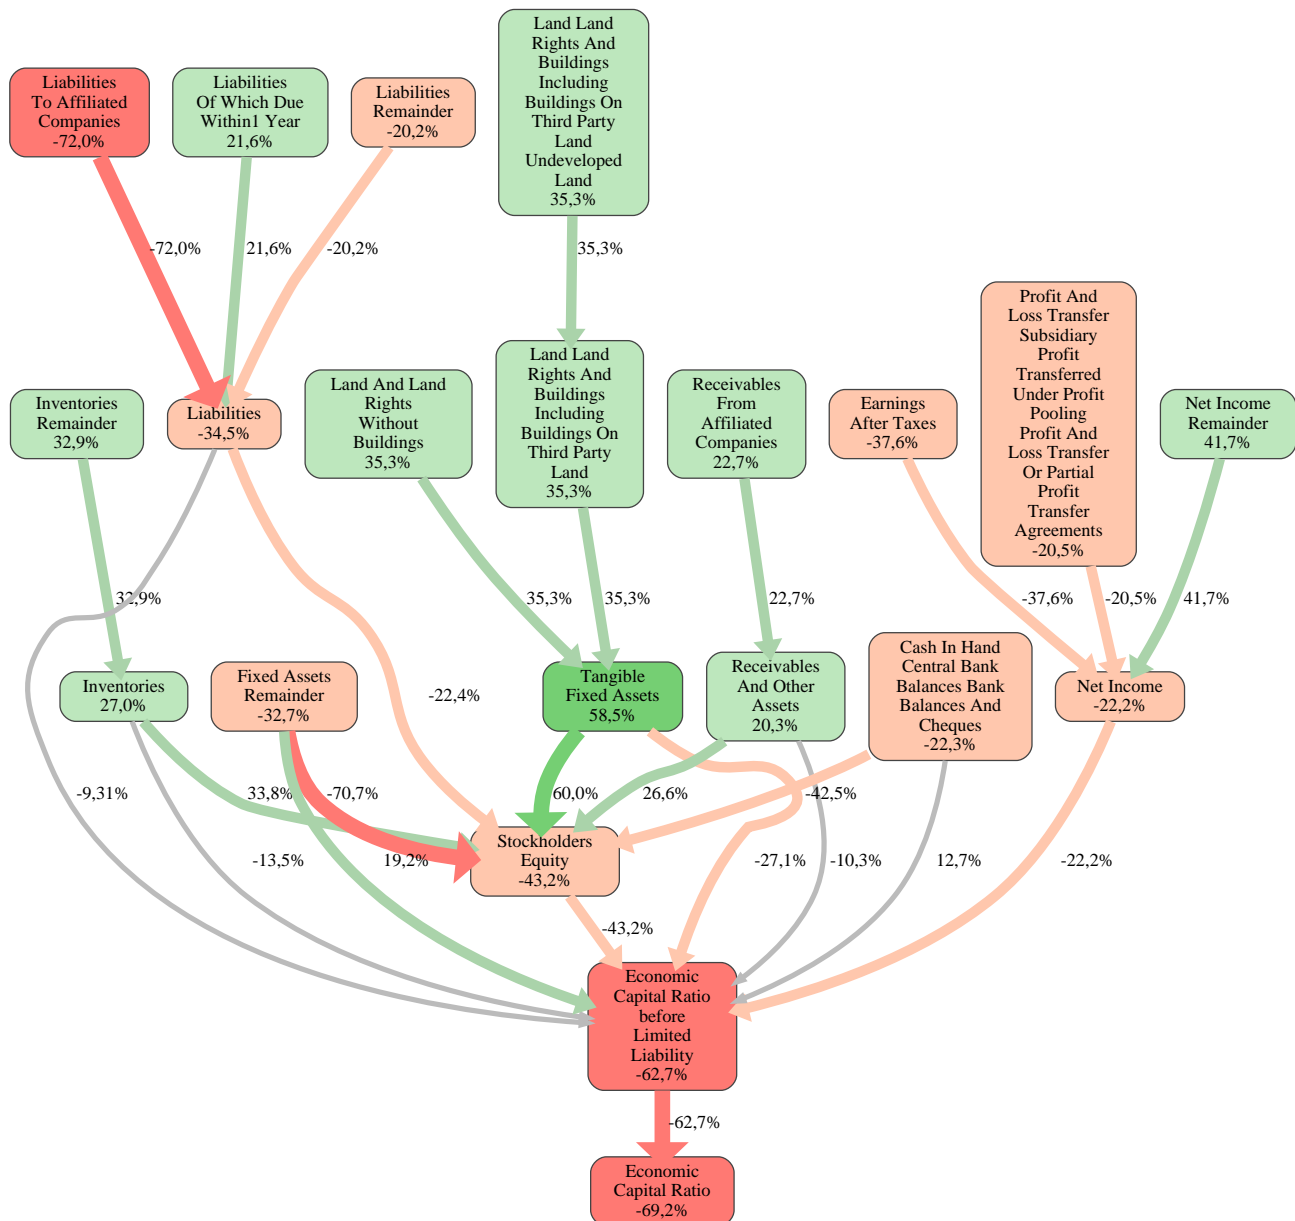 Land Land
Rights And
Buildings
Including
Buildings On
Third Party
Land
Undeveloped
Land
35,3%
Liabilities
To Affiliated
Companies
-72,0%
Liabilities
Of Which Due
Within1 Year
21,6%
Liabilities
Remainder
-20,2%
-72,0%
21,6%
-20,2%
35,3%
Profit And
Loss Transfer
Subsidiary
Profit
Transferred
Under Profit
Pooling
Profit And
Loss Transfer
Or Partial
Profit
Transfer
Agreements
-20,5%
Inventories
Remainder
32,9%
Liabilities
-34,5%
Land And Land
Rights
Without
Buildings
35,3%
Land Land
Rights And
Buildings
Including
Buildings On
Third Party
Land
35,3%
Receivables
From
Affiliated
Companies
22,7%
Earnings
After Taxes
-37,6%
Net Income
Remainder
41,7%
32,9%
35,3%
35,3%
22,7%
-37,6%
-20,5%
41,7%
Inventories
27,0%
Fixed Assets
Remainder
-32,7%
-22,4%
Tangible
Fixed Assets
58,5%
Receivables
And Other
Assets
20,3%
Cash In Hand
Central Bank
Balances Bank
Balances And
Cheques
-22,3%
Net Income
-22,2%
-9,31%
33,8%
-70,7%
60,0%
26,6%
-42,5%
-13,5%
19,2%
Stockholders
Equity
-43,2%
-27,1%
-10,3%
12,7%
-22,2%
-43,2%
Economic
Capital Ratio
before
Limited
Liability
-62,7%
-62,7%
Economic
Capital Ratio
-69,2%